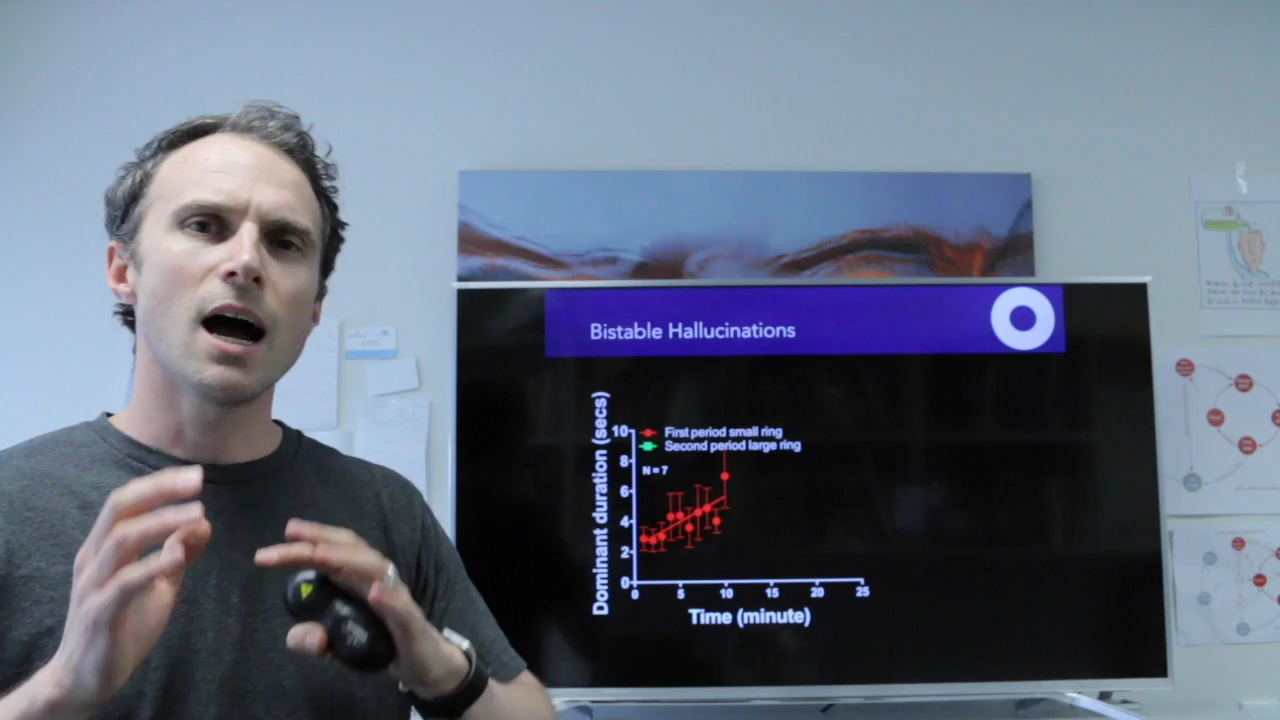 Bistable Hallucinations
Dominant duration (secs)
10
8
6
4
2
0
First period small ring
Second period large ring
N = 7
0 5 10 15 20 25
Time (minute)